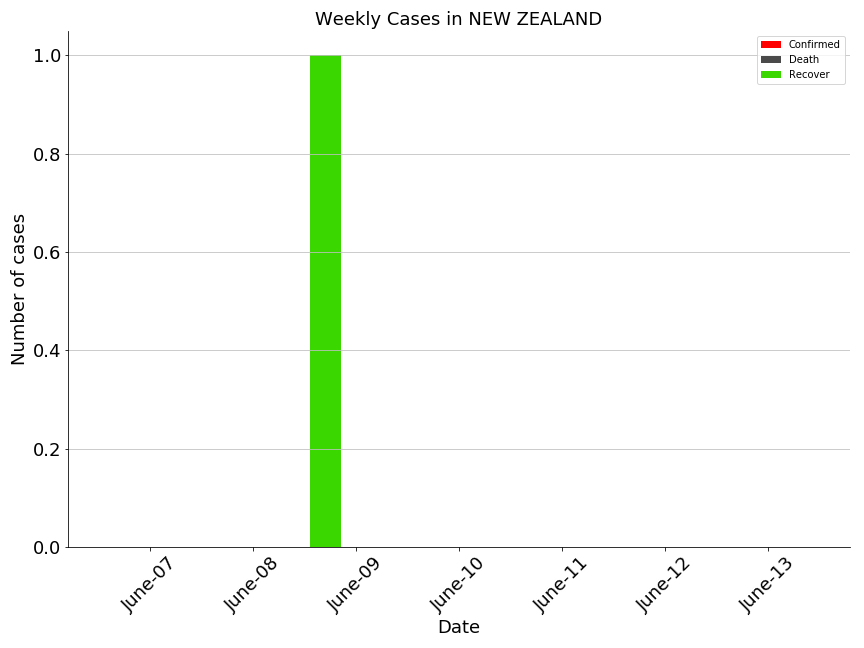 Weekly Cases in NEW ZEALAND
Confirmed
Death
Recover
Number of cases
1.0
0.8
0.6
0.4
0.2
0.0
June-07
June-08
June-09
June-10
June-11
June-12
June-13
Date